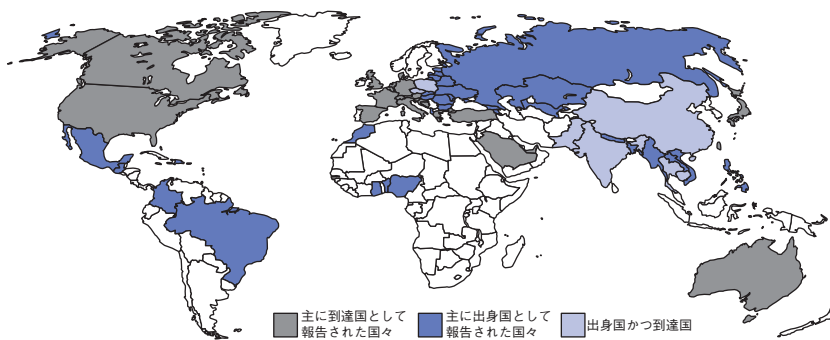 主に到達国として
報告された国々
主に出身国として
報告された国々
出身国かつ到達国